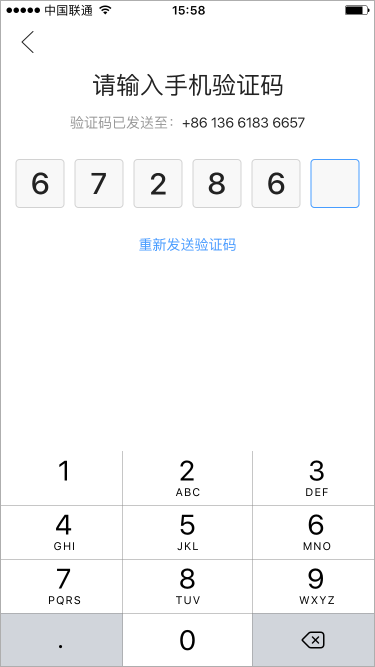 中国联通 15:58
请输入手机验证码
验证码已发送至：+86 136 6183 6657
6 7 2 8 6
重新发送验证码
1 2 3
ABC DEF
4 5 6
GHI JKL MNO
7 8 9
PQRS TUV WXYZ
. 0